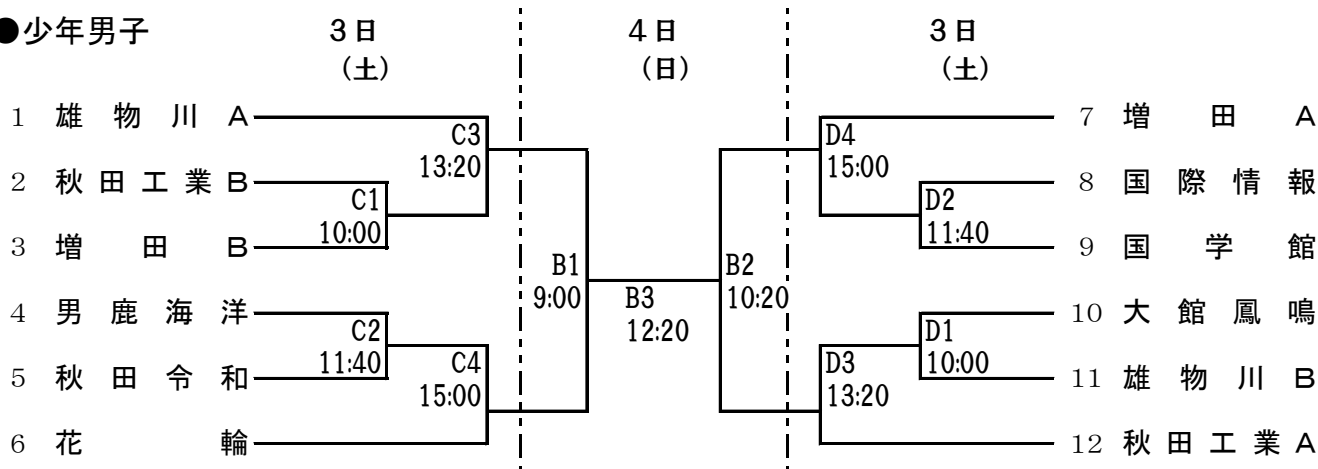 ●少年男子 3日 4日 3日
(土) (日) (土)
1 雄物川A C3 D4 7 増田A
13:20 15:00
2 秋田工業B C1 D2 8 国際情報
10:00 11:40
3 増田B 9 国学館
B1 B2
9:00 B3 10:20
12:20
4 男鹿海洋 C2 D1 10 大館鳳鳴
11:40 10:00
5 秋田令和 C4 D3 11 雄物川B
15:00 13:20
6 花輪 12 秋田工業A